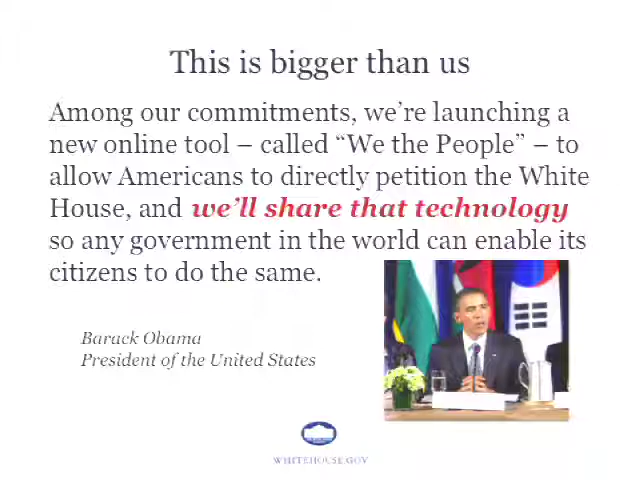 This is bigger than us
Among our commitments, we’re launching a
new online tool – called “We the People” – to
allow Americans to directly petition the White
House, and we’ll share that technology
so any government in the world can enable its
citizens to do the same.
Barack Obama
President of the United States
WHITEHOUSE.GOV